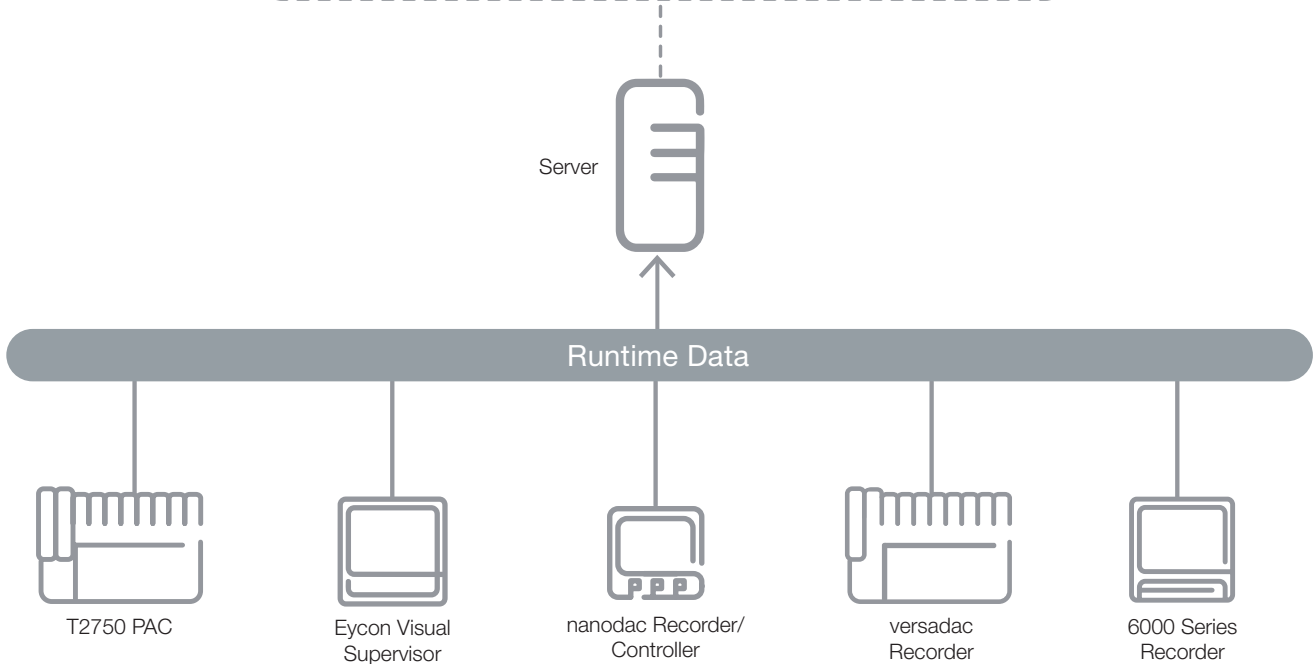 Server
Runtime Data
T2750 PAC
Eycon Visual
Supervisor
nanodac Recorder/
Controller
versadac
Recorder
6000 Series
Recorder